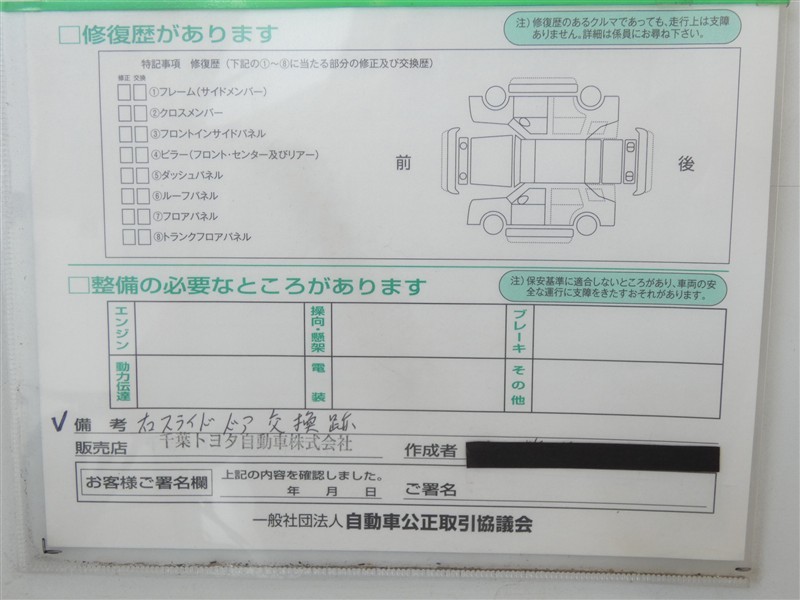 □修復歴があります
注）修復歴のあるクルマであっても、走行上は支障
ありません。詳細は係員にお尋ね下さい。
特記事項 修復歴（下記の①～⑧に当たる部分の修正及び交換歴）
修正 交換
①フレーム（サイドメンバー）
②クロスメンバー
③フロントインサイドパネル
④ピラー（フロント・センター及びリアー）
⑤ダッシュパネル
⑥ルーフパネル
⑦フロアパネル
⑧トランクフロアパネル
前
後
□整備の必要なところがあります
注）保安基準に適合しないところがあり、車両の安
全な運行に支障をきたすおそれがあります。
エンジン
操向・懸架
ブレーキ
動力伝達
電装
その他
✓備考 右スライドドア交換跡
販売店 千葉トヨタ自動車株式会社
作成者
お客様ご署名欄
上記の内容を確認しました。
年 月 日
ご署名
一般社団法人 自動車公正取引協議会